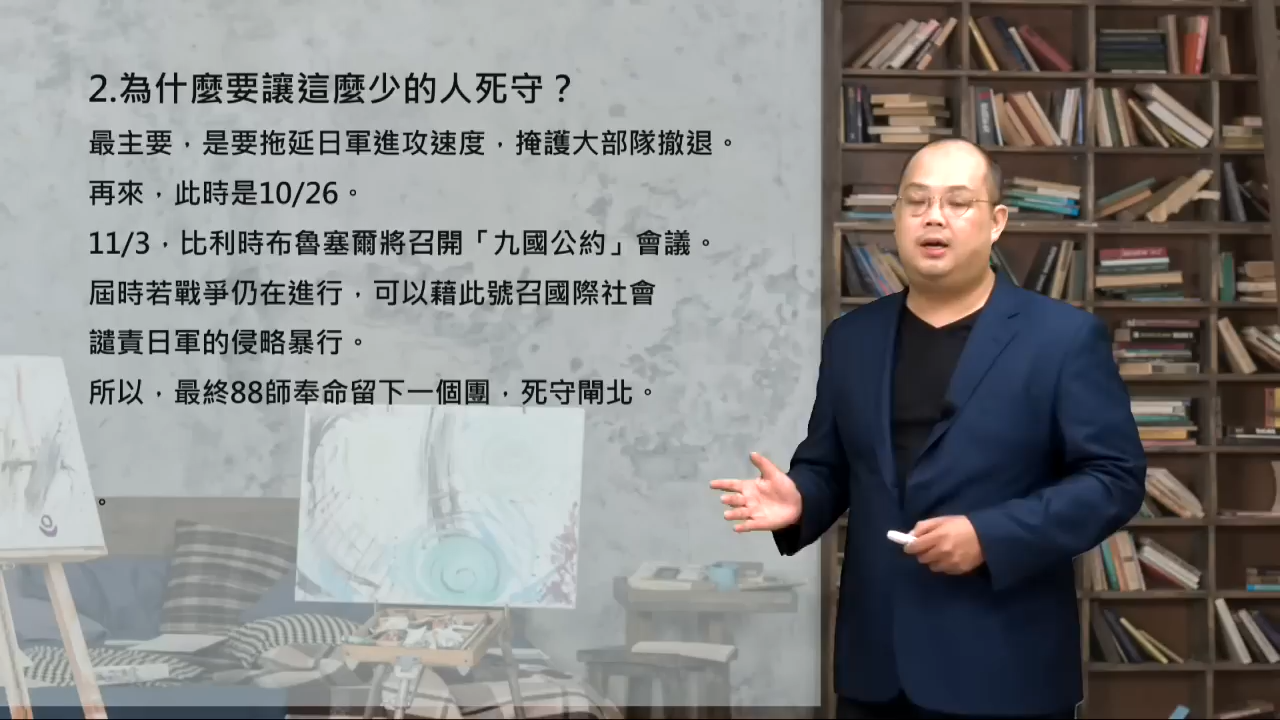 2.為什麼要讓這麼少的人死守？
最主要，是要拖延日軍進攻速度，掩護大部隊撤退。
再來，此時是10/26。
11/3，比利時布魯塞爾將召開「九國公約」會議。
屆時若戰爭仍在進行，可以藉此號召國際社會
譴責日軍的侵略暴行。
所以，最終88師奉命留下一個團，死守閘北。
。